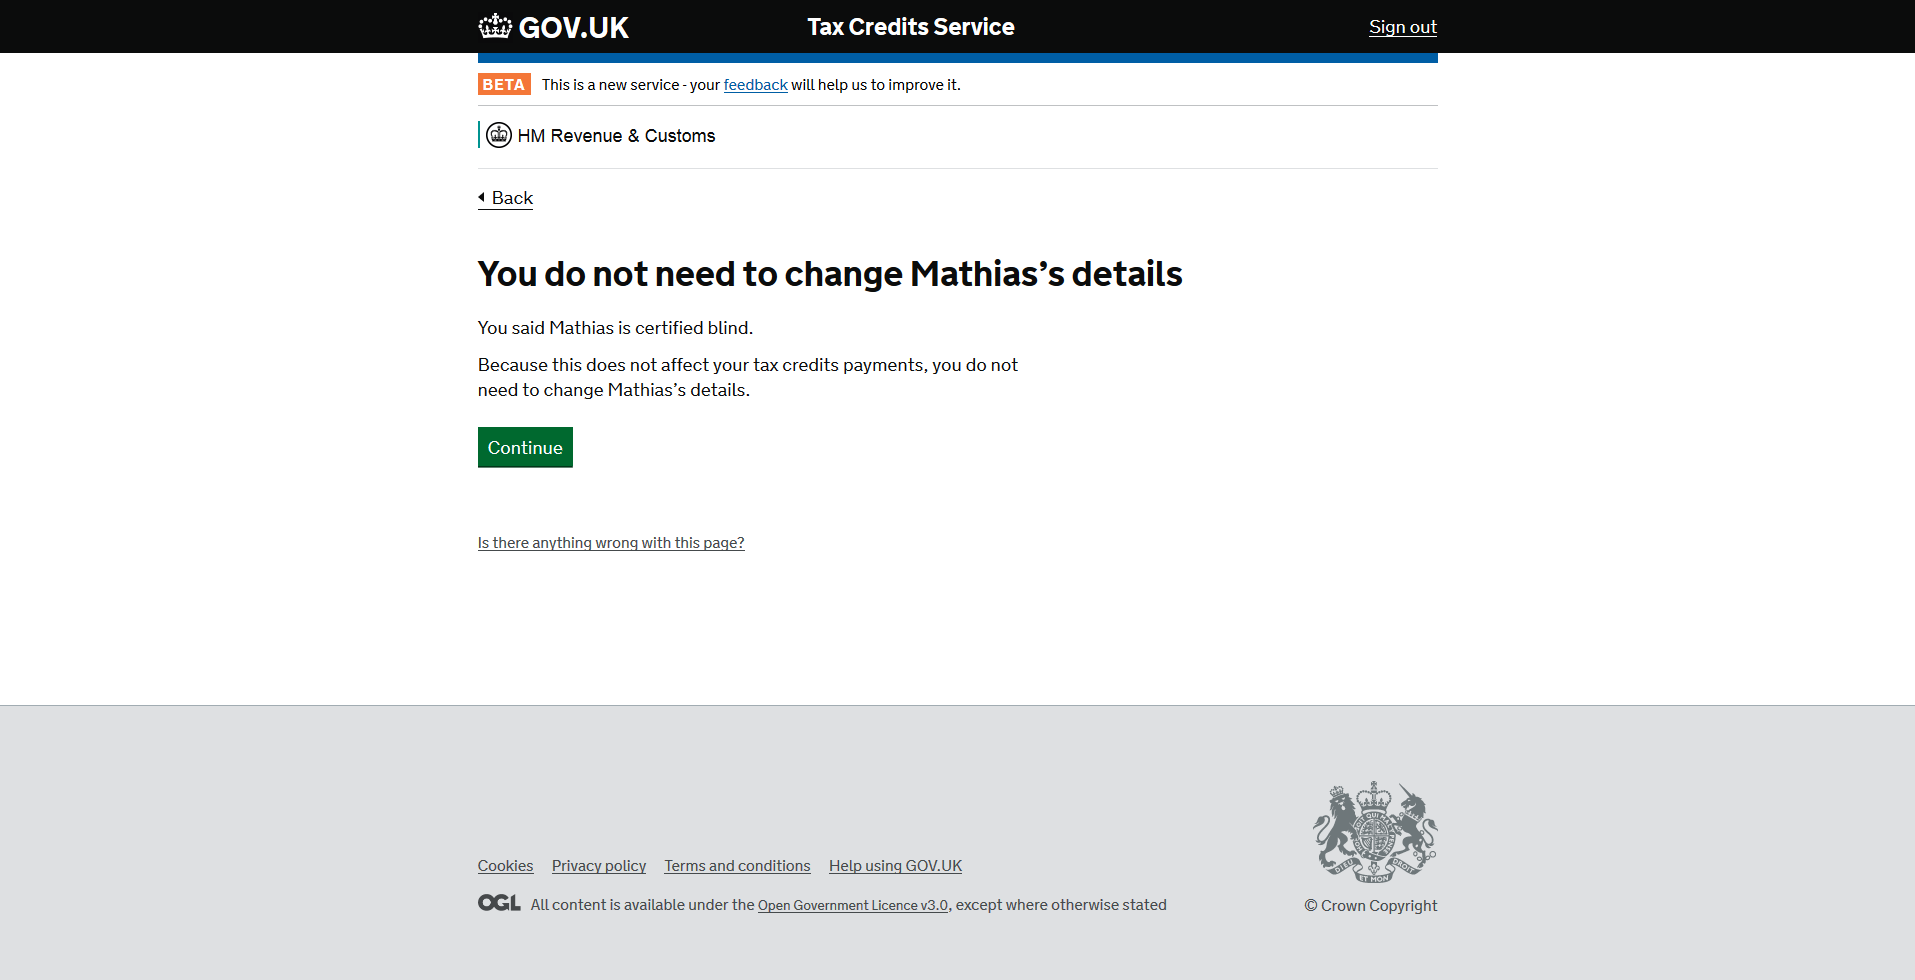 GOV.UK
Tax Credits Service
Sign out
BETA This is a new service - your feedback will help us to improve it.
HM Revenue & Customs
Back
You do not need to change Mathias’s details
You said Mathias is certified blind.
Because this does not affect your tax credits payments, you do not
need to change Mathias’s details.
Continue
Is there anything wrong with this page?
Cookies Privacy policy Terms and conditions Help using GOV.UK
OGL All content is available under the Open Government Licence v3.0, except where otherwise stated
DIEU ET MON DROIT
© Crown Copyright